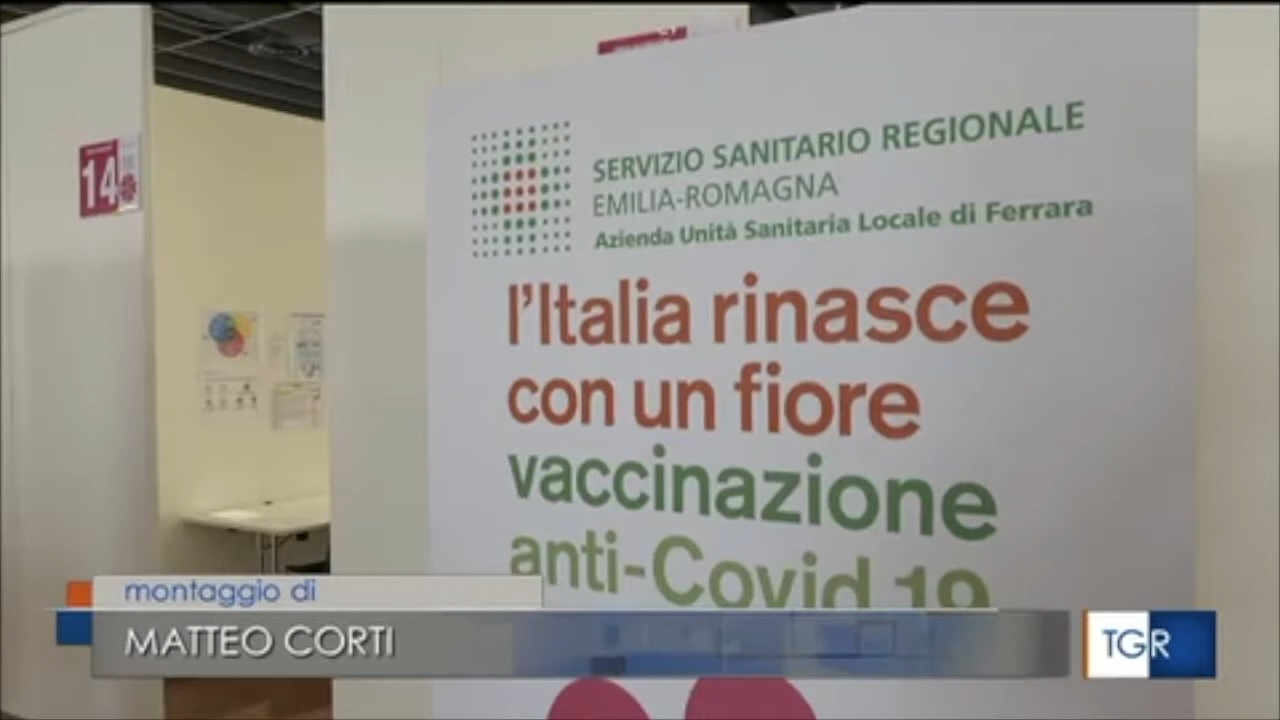 14
SERVIZIO SANITARIO REGIONALE
EMILIA-ROMAGNA
Azienda Unità Sanitaria Locale di Ferrara
l'Italia rinasce
con un fiore
vaccinazione
anti-Covid 19
montaggio di
MATTEO CORTI
TGR